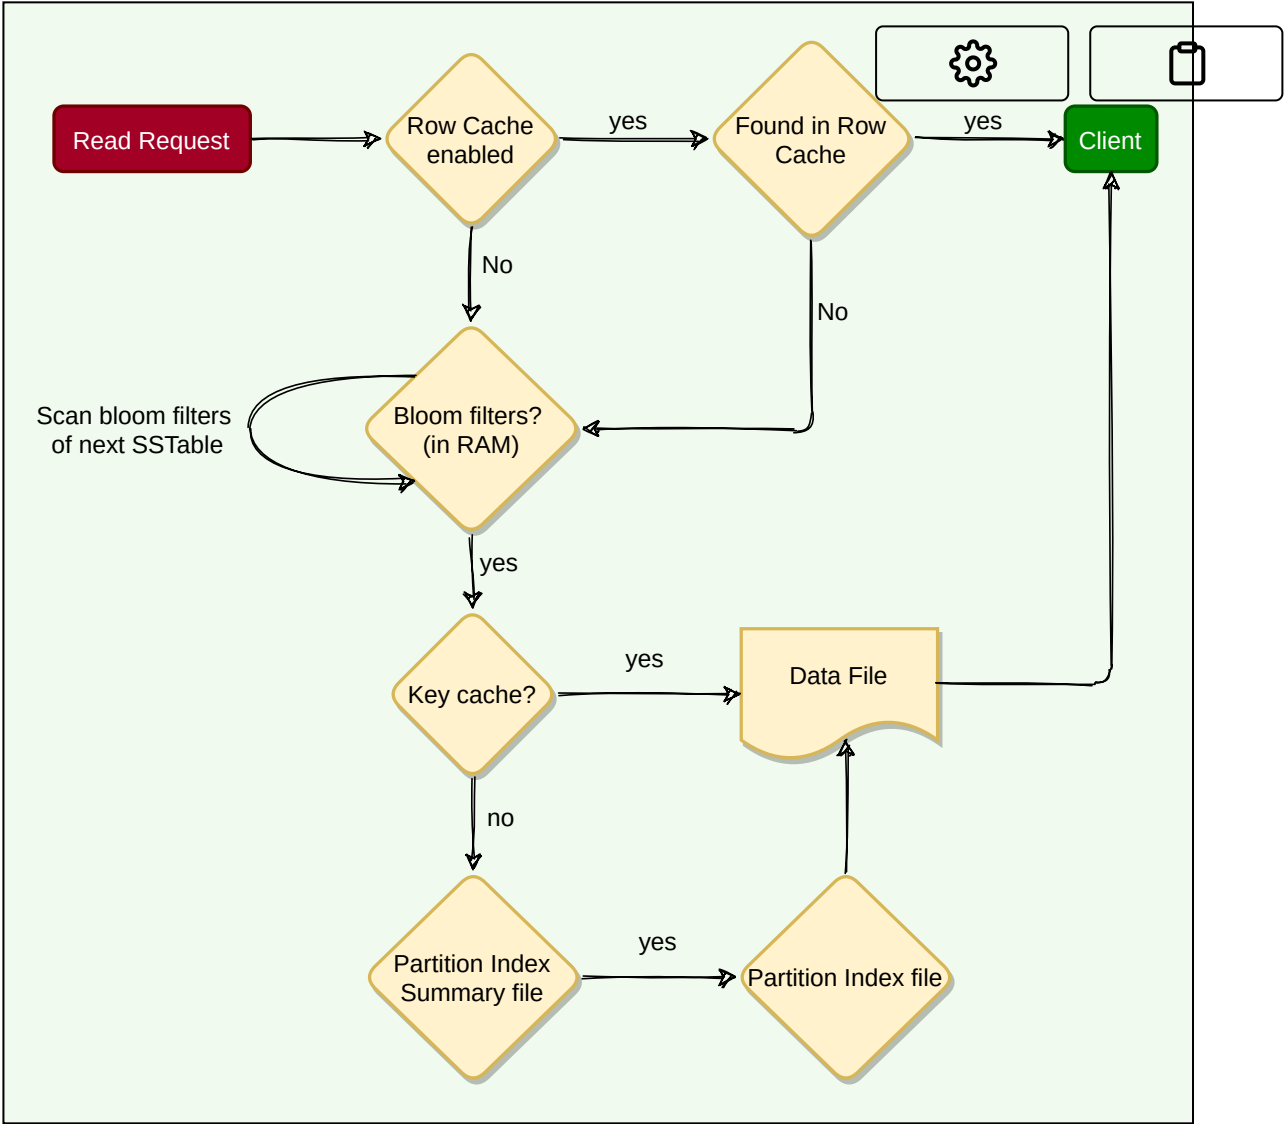 Read Request
Row Cache
enabled
yes
Found in Row
Cache
yes
Client
No
No
Scan bloom filters
of next SSTable
Bloom filters?
(in RAM)
yes
Key cache?
yes
Data File
no
Partition Index
Summary file
yes
Partition Index file